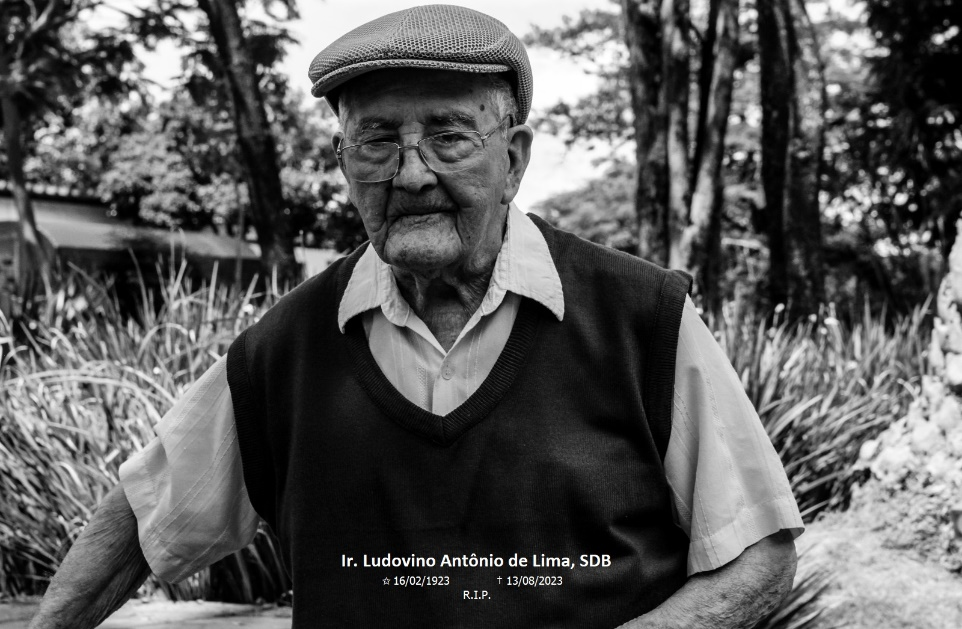 Ir. Ludovino Antônio de Lima, SDB
☆ 16/02/1923 † 13/08/2023
R.I.P.